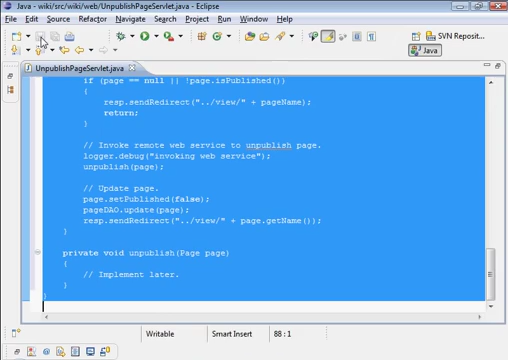 Java - wiki/src/wiki/web/UnpublishPageServlet.java - Eclipse
File Edit Source Refactor Navigate Search Project Run Window Help
SVN Reposit...
Java
UnpublishPageServlet.java
if (page == null || !page.isPublished())
{
resp.sendRedirect("../view/" + pageName);
return;
}
// Invoke remote web service to unpublish page.
logger.debug("invoking web service");
unpublish(page);
// Update page.
page.setPublished(false);
pageDAO.update(page);
resp.sendRedirect("../view/" + page.getName());
}
private void unpublish(Page page)
{
// Implement later.
}
}
Writable Smart Insert 88 : 1